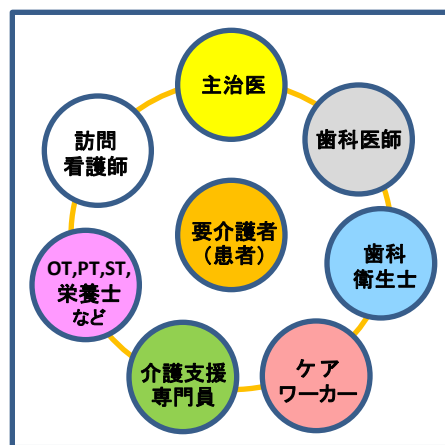 主治医
歯科医師
訪問
看護師
要介護者
（患者）
歯科
衛生士
OT,PT,ST,
栄養士
など
ケア
ワーカー
介護支援
専門員